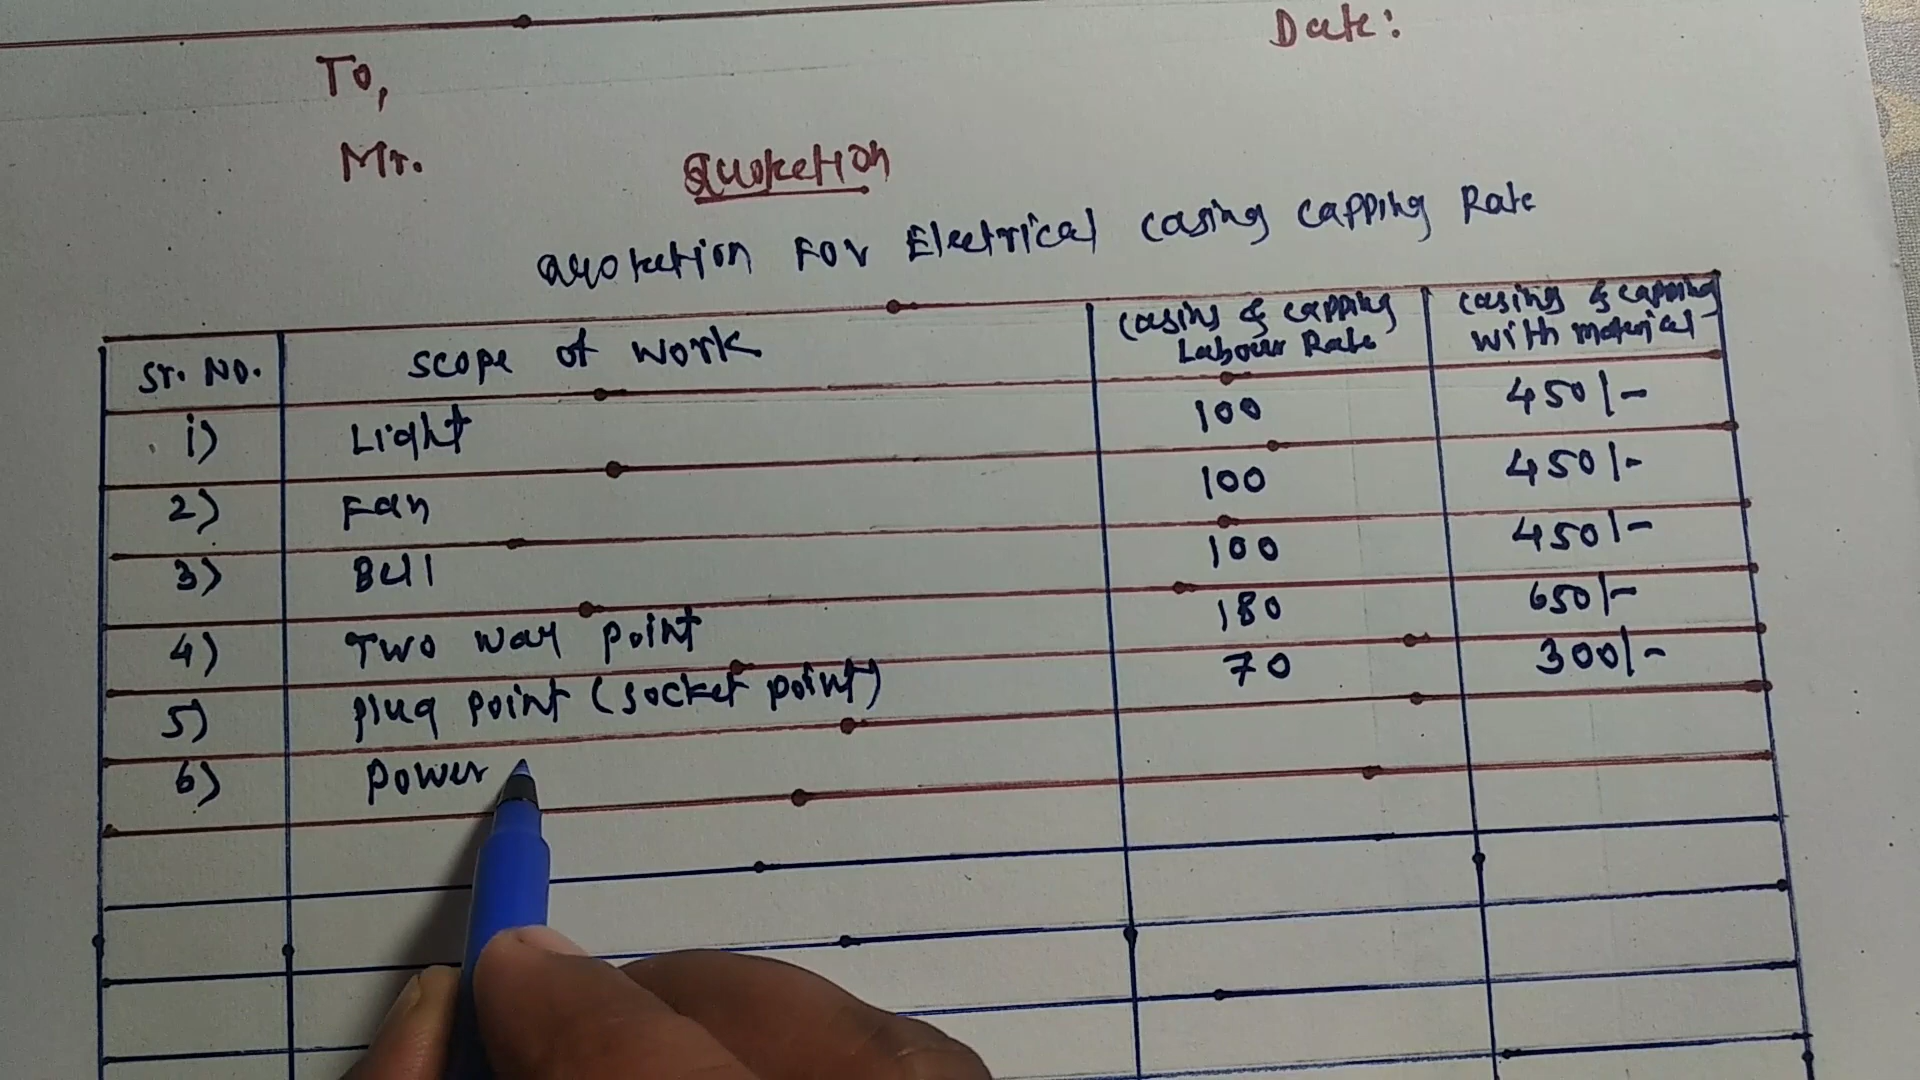 Date:
To,
Mr.
Quoketion
Quoketion For Electrical casing capping Rate
Sr. No. scope of work casing & capping Labour Rate casing & capping with material
1) Light 100 450/-
2) Fan 100 450/-
3) Bell 100 450/-
4) Two way point 180 650/-
5) plug point (socket point) 70 300/-
6) power